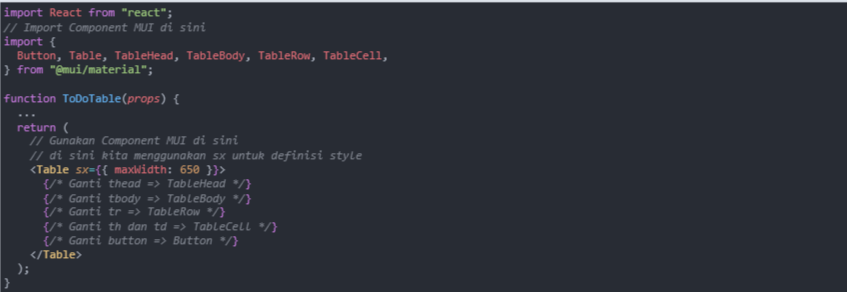 import React from "react";
// Import Component MUI di sini
import {
  Button, Table, TableHead, TableBody, TableRow, TableCell,
} from "@mui/material";
function ToDoTable(props) {
  ...
  return (
    // Gunakan Component MUI di sini
    // di sini kita menggunakan sx untuk definisi style
    <Table sx={{ maxWidth: 650 }}>
      {/* Ganti thead => TableHead */}
      {/* Ganti tbody => TableBody */}
      {/* Ganti tr => TableRow */}
      {/* Ganti th dan td => TableCell */}
      {/* Ganti button => Button */}
    </Table>
  );
}